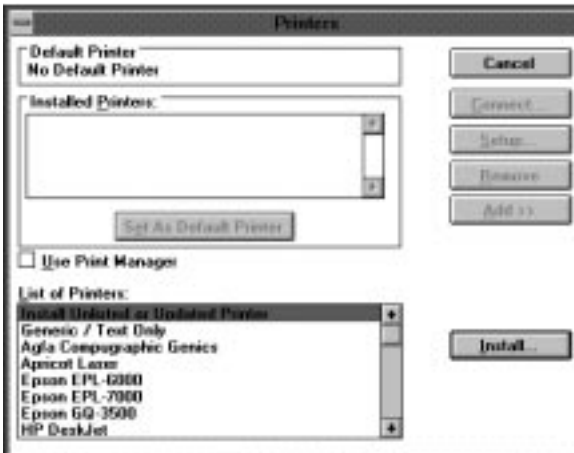 Printers
Default Printer
No Default Printer
Cancel
Installed Printers:
Connect...
Setup...
Remove
Add >>
Set As Default Printer
Use Print Manager
List of Printers:
Install Unlisted or Updated Printer
Generic / Text Only
Agfa Compugraphic Genics
Apricot Laser
Epson EPL-6000
Epson EPL-7000
Epson GQ-3500
HP DeskJet
Install...